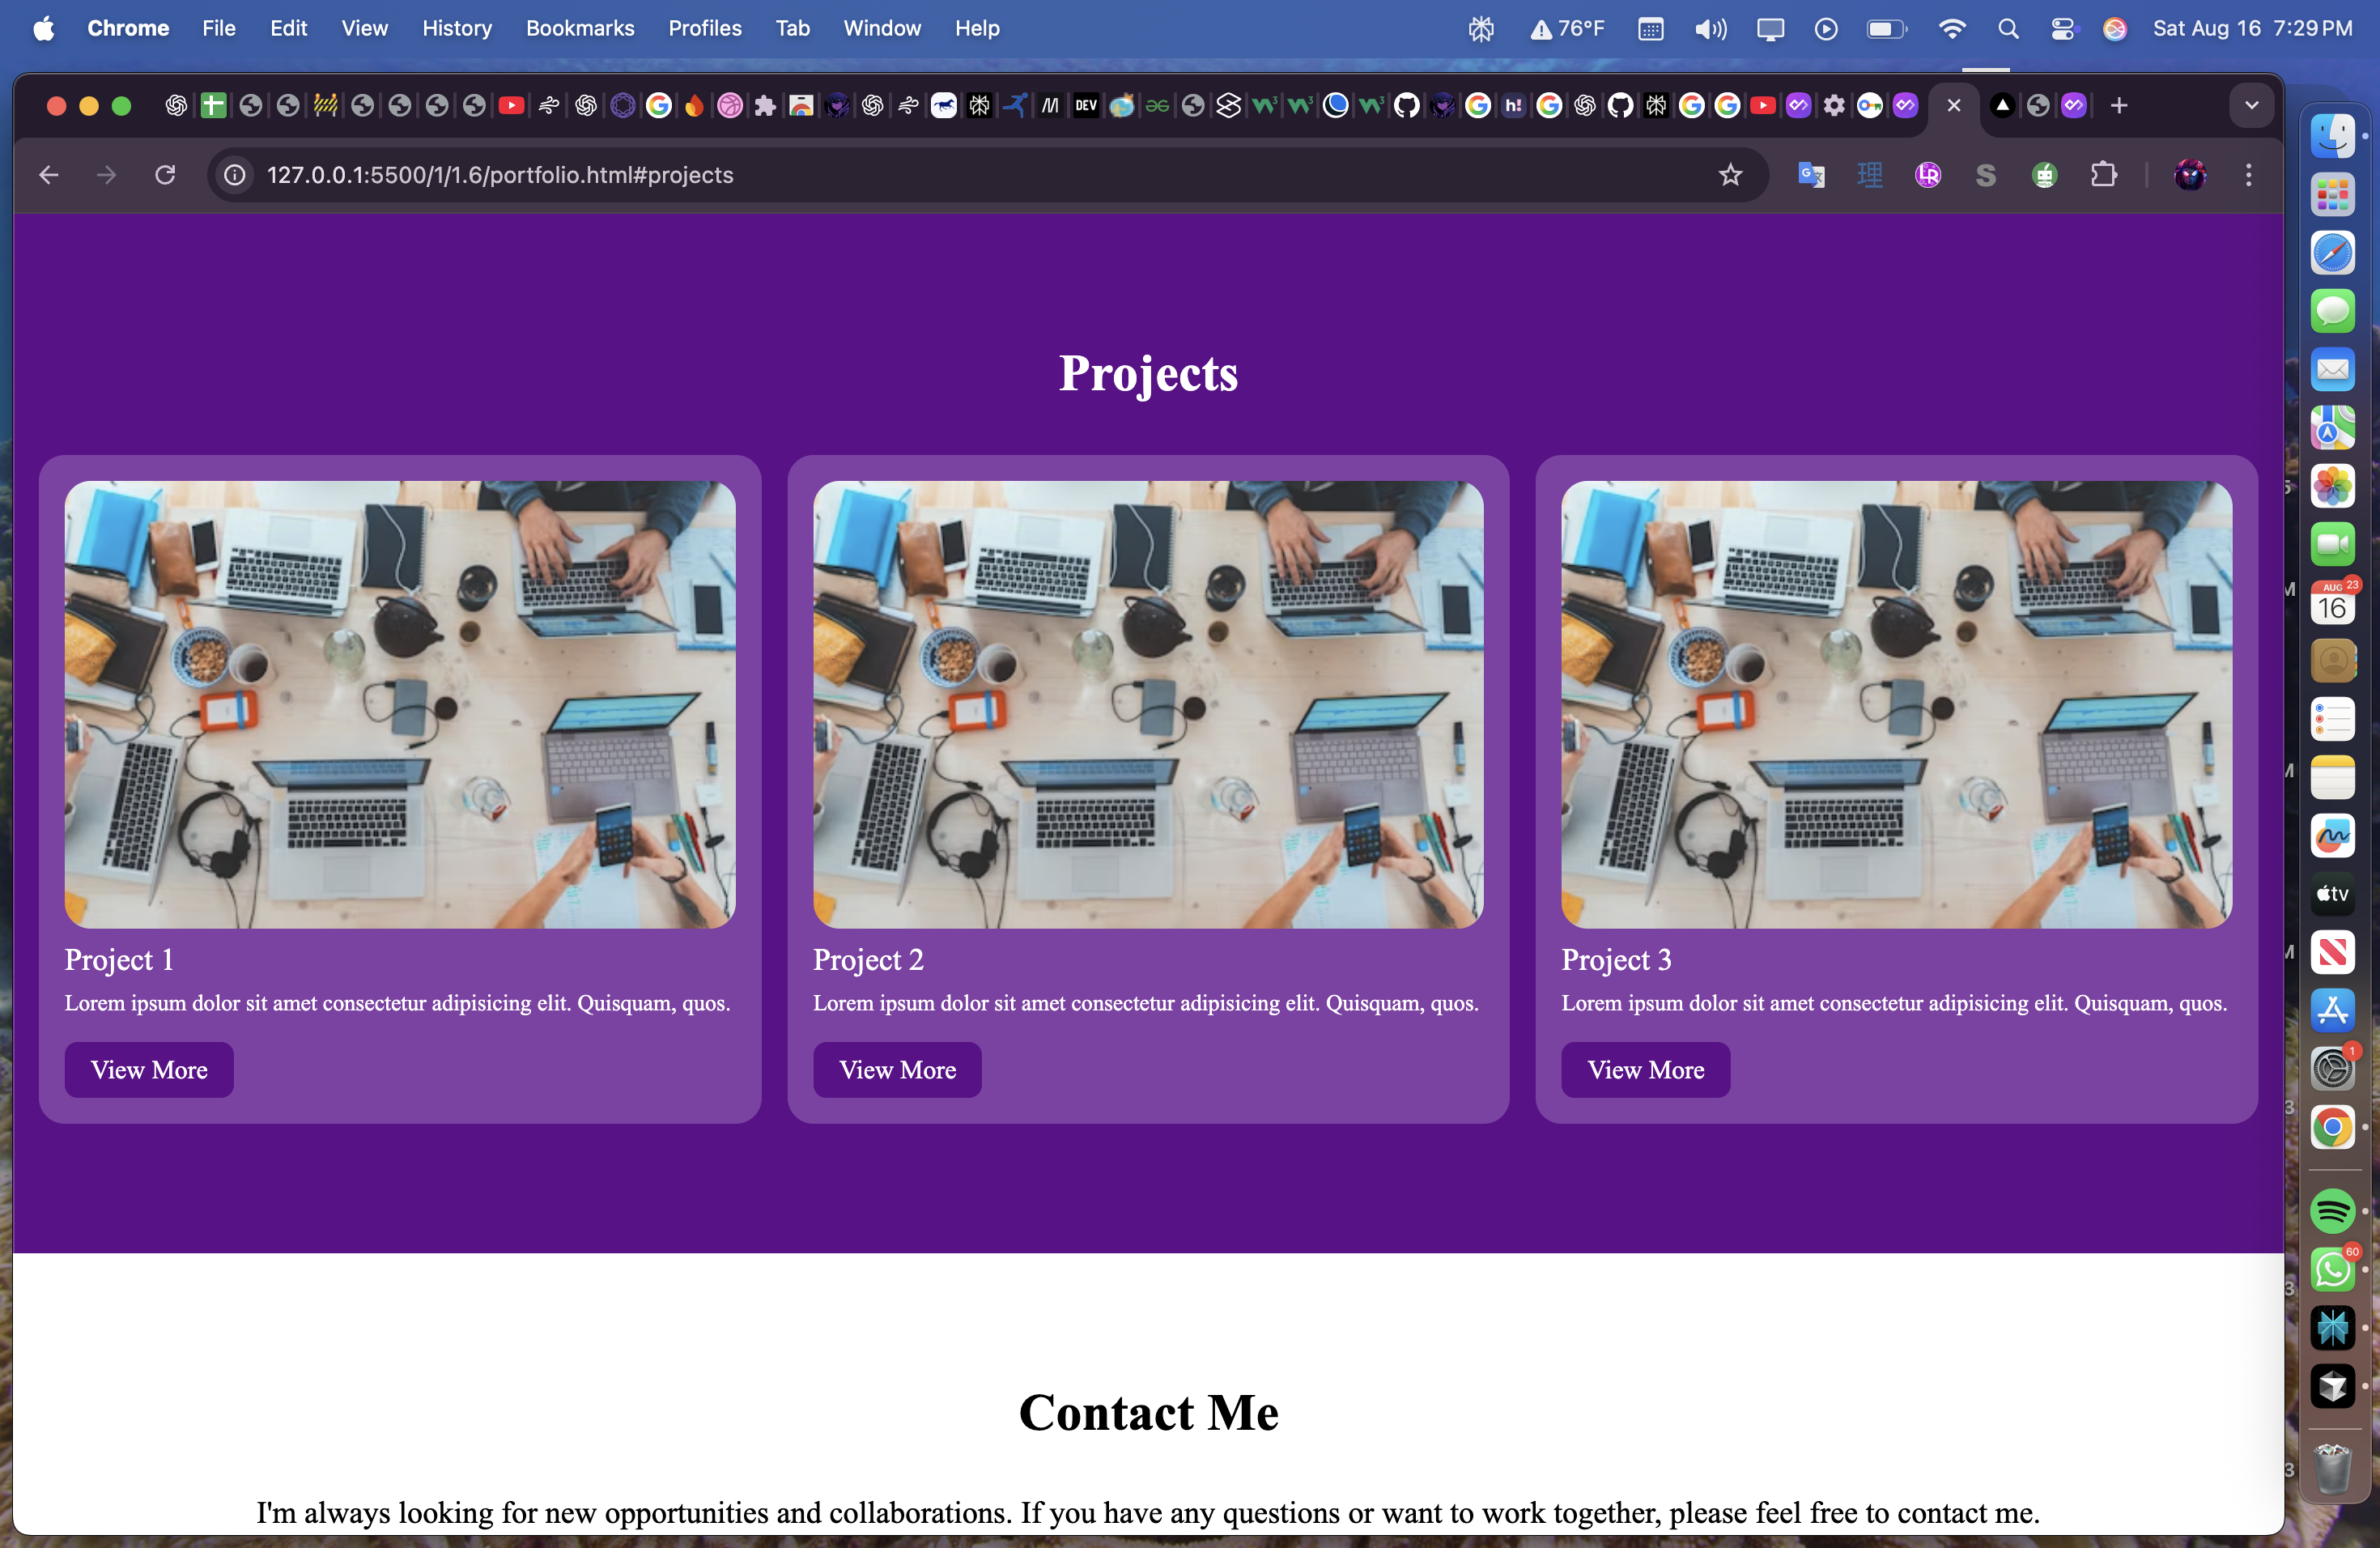 Chrome File Edit View History Bookmarks Profiles Tab Window Help 76°F Sat Aug 16 7:29 PM
DEV h!
127.0.0.1:5500/1/1.6/portfolio.html#projects 理 LR S
Projects
Project 1
Lorem ipsum dolor sit amet consectetur adipisicing elit. Quisquam, quos.
View More
Project 2
Lorem ipsum dolor sit amet consectetur adipisicing elit. Quisquam, quos.
View More
Project 3
Lorem ipsum dolor sit amet consectetur adipisicing elit. Quisquam, quos.
View More
Contact Me
I'm always looking for new opportunities and collaborations. If you have any questions or want to work together, please feel free to contact me.
AUG 23
16
tv
1
60